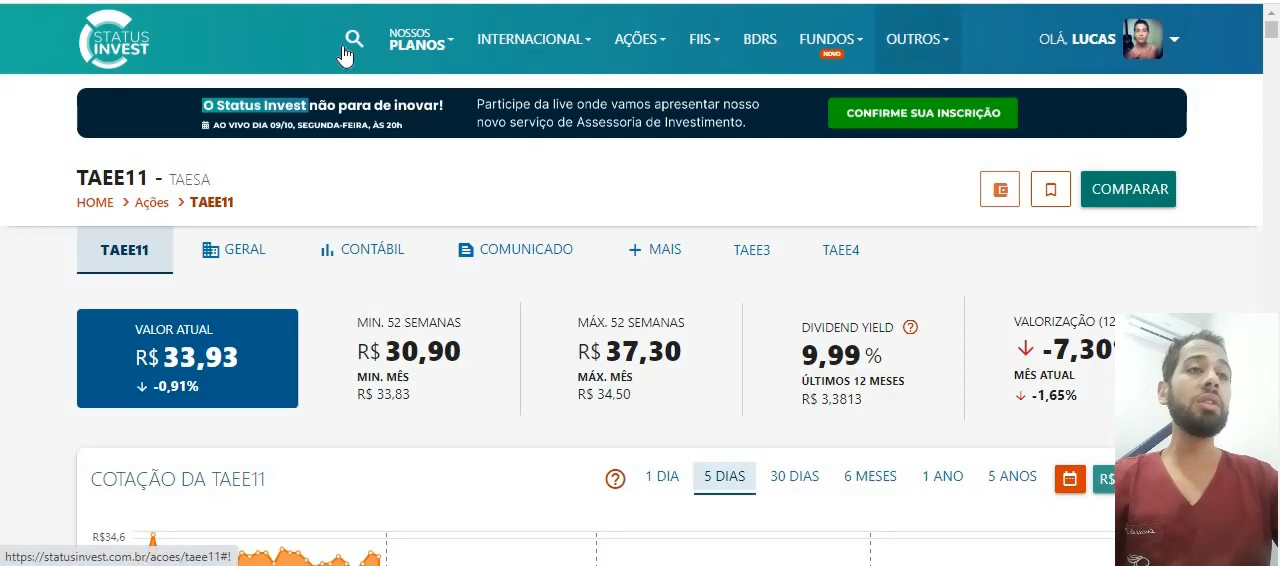 STATUS
INVEST
NOSSOS
PLANOS
INTERNACIONAL
AÇÕES
FIIS
BDRS
FUNDOS
NOVO
OUTROS
OLÁ, LUCAS
O Status Invest não para de inovar!
AO VIVO DIA 09/10, SEGUNDA-FEIRA, ÀS 20h
Participe da live onde vamos apresentar nosso
novo serviço de Assessoria de Investimento.
CONFIRME SUA INSCRIÇÃO
TAEE11 - TAESA
HOME > Ações > TAEE11
COMPARAR
TAEE11
GERAL
CONTÁBIL
COMUNICADO
+ MAIS
TAEE3
TAEE4
VALOR ATUAL
R$ 33,93
-0,91%
MIN. 52 SEMANAS
R$ 30,90
MIN. MÊS
R$ 33,83
MÁX. 52 SEMANAS
R$ 37,30
MÁX. MÊS
R$ 34,50
DIVIDEND YIELD ?
9,99 %
ÚLTIMOS 12 MESES
R$ 3,3813
VALORIZAÇÃO (12
-7,30
MÊS ATUAL
-1,65%
COTAÇÃO DA TAEE11
?
1 DIA
5 DIAS
30 DIAS
6 MESES
1 ANO
5 ANOS
R$
R$34,6
https://statusinvest.com.br/acoes/taee11#!